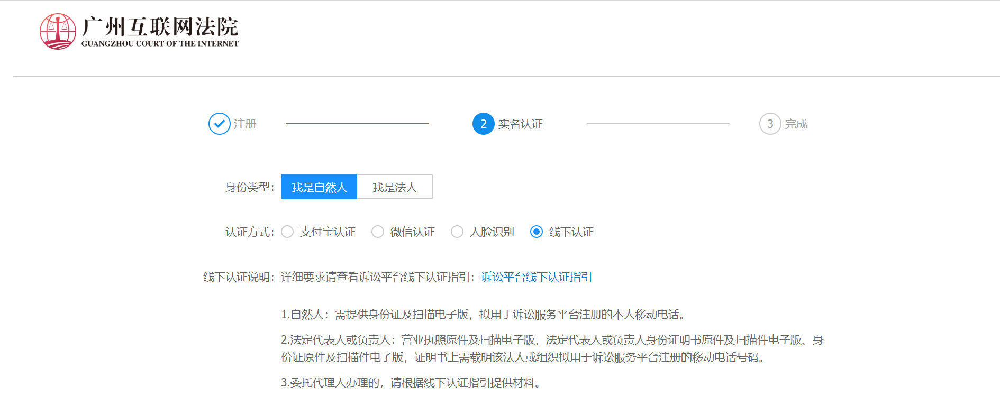 广州互联网法院
GUANGZHOU COURT OF THE INTERNET
注册 2 实名认证 3 完成
身份类型： 我是自然人 我是法人
认证方式： 支付宝认证 微信认证 人脸识别 线下认证
线下认证说明： 详细要求请查看诉讼平台线下认证指引：诉讼平台线下认证指引
1.自然人：需提供身份证及扫描电子版，拟用于诉讼服务平台注册的本人移动电话。
2.法定代表人或负责人：营业执照原件及扫描电子版，法定代表人或负责人身份证明书原件及扫描件电子版、身
份证原件及扫描件电子版，证明书上需载明该法人或组织拟用于诉讼服务平台注册的移动电话号码。
3.委托代理人办理的，请根据线下认证指引提供材料。